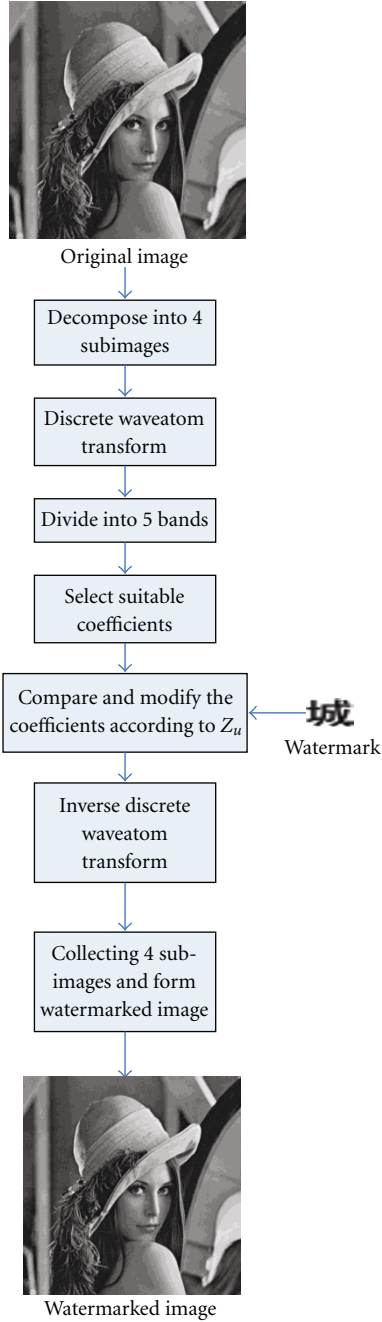 Original image
Decompose into 4
subimages
Discrete waveatom
transform
Divide into 5 bands
Select suitable
coefficients
Compare and modify the
coefficients according to Zᵤ
城
Watermark
Inverse discrete
waveatom
transform
Collecting 4 sub-
images and form
watermarked image
Watermarked image